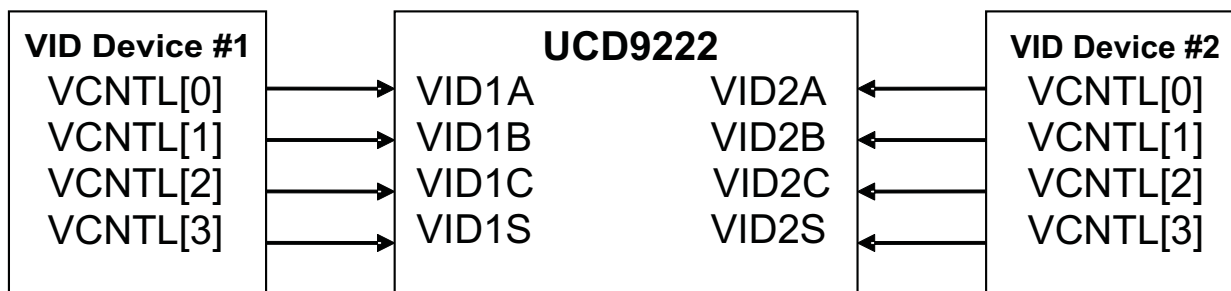 VID Device #1
VCNTL[0]
VCNTL[1]
VCNTL[2]
VCNTL[3]
UCD9222
VID1A VID2A
VID1B VID2B
VID1C VID2C
VID1S VID2S
VID Device #2
VCNTL[0]
VCNTL[1]
VCNTL[2]
VCNTL[3]